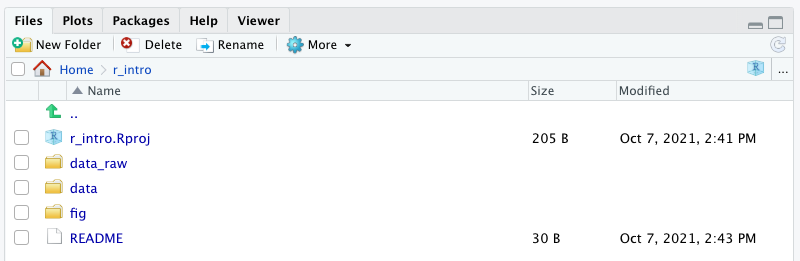 Files Plots Packages Help Viewer
New Folder Delete Rename More
Home r_intro R ...
Name Size Modified
..
R r_intro.Rproj 205 B Oct 7, 2021, 2:41 PM
data_raw
data
fig
README 30 B Oct 7, 2021, 2:43 PM